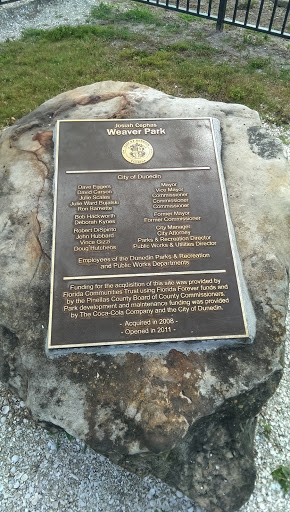 Josiah Cephus
Weaver Park
City of Dunedin
Dave Eggers Mayor
David Carson Vice Mayor
Julie Scales Commissioner
Julie Ward Bujalski Commissioner
Ron Barnette Commissioner
Bob Hackworth Former Mayor
Deborah Kynes Former Commissioner
Robert DiSpirito City Manager
John Hubbard City Attorney
Vince Gizzi Parks & Recreation Director
Doug Hutchens Public Works & Utilities Director
Employees of the Dunedin Parks & Recreation
and Public Works Departments
Funding for the acquisition of this site was provided by
Florida Communities Trust using Florida Forever funds and
by the Pinellas County Board of County Commissioners.
Park development and maintenance funding was provided
by The Coca-Cola Company and the City of Dunedin.
- Acquired in 2008 -
- Opened in 2011 -